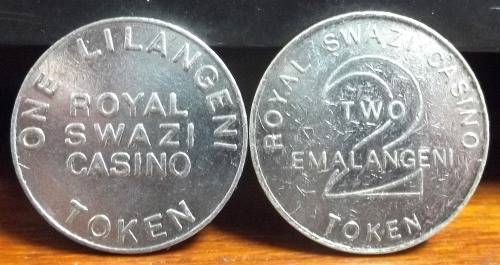 ONE LILANGENI
ROYAL
SWAZI
CASINO
TOKEN
ROYAL SWAZI CASINO
2
TWO
EMALANGENI
TOKEN